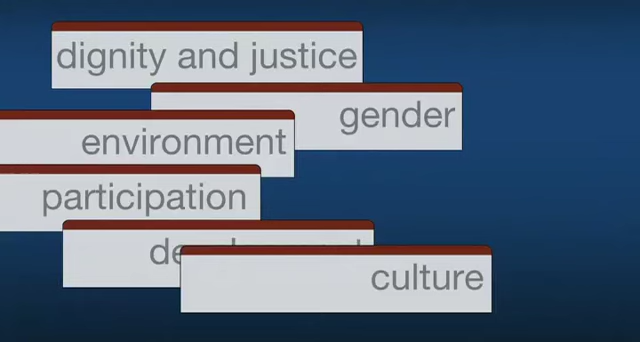 dignity and justice
gender
environment
participation
culture